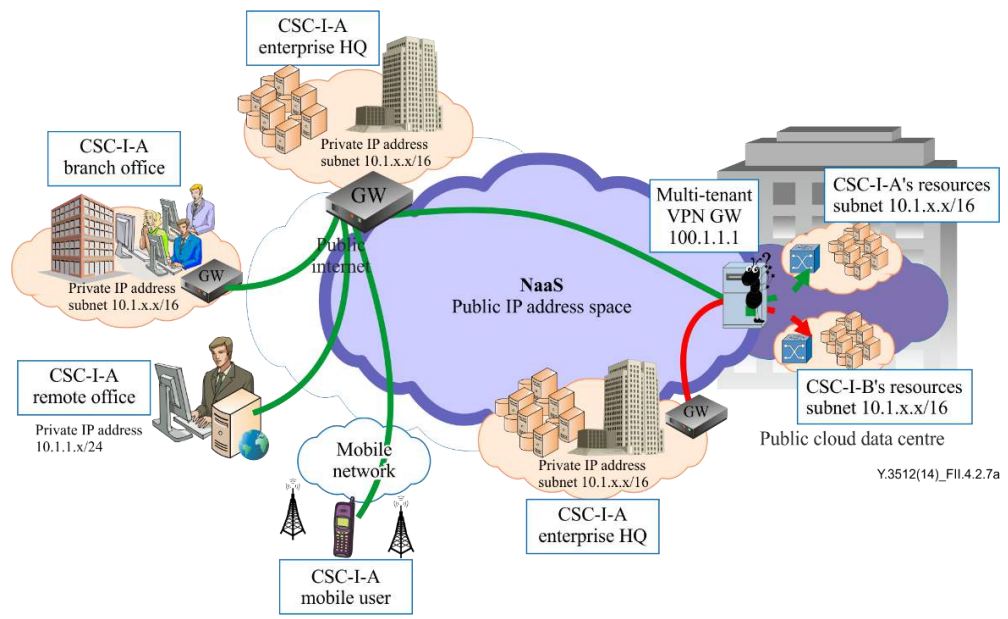 CSC-I-A
enterprise HQ
Private IP address
subnet 10.1.x.x/16
GW
CSC-I-A
branch office
GW
Private IP address
subnet 10.1.x.x/16
Public
internet
Multi-tenant
VPN GW
100.1.1.1
?
CSC-I-A's resources
subnet 10.1.x.x/16
NaaS
Public IP address space
CSC-I-A
remote office
Private IP address
10.1.1.x/24
CSC-I-B's resources
subnet 10.1.x.x/16
Public cloud data centre
GW
Private IP address
subnet 10.1.x.x/16
CSC-I-A
enterprise HQ
Mobile
network
CSC-I-A
mobile user
Y.3512(14)_FII.4.2.7a